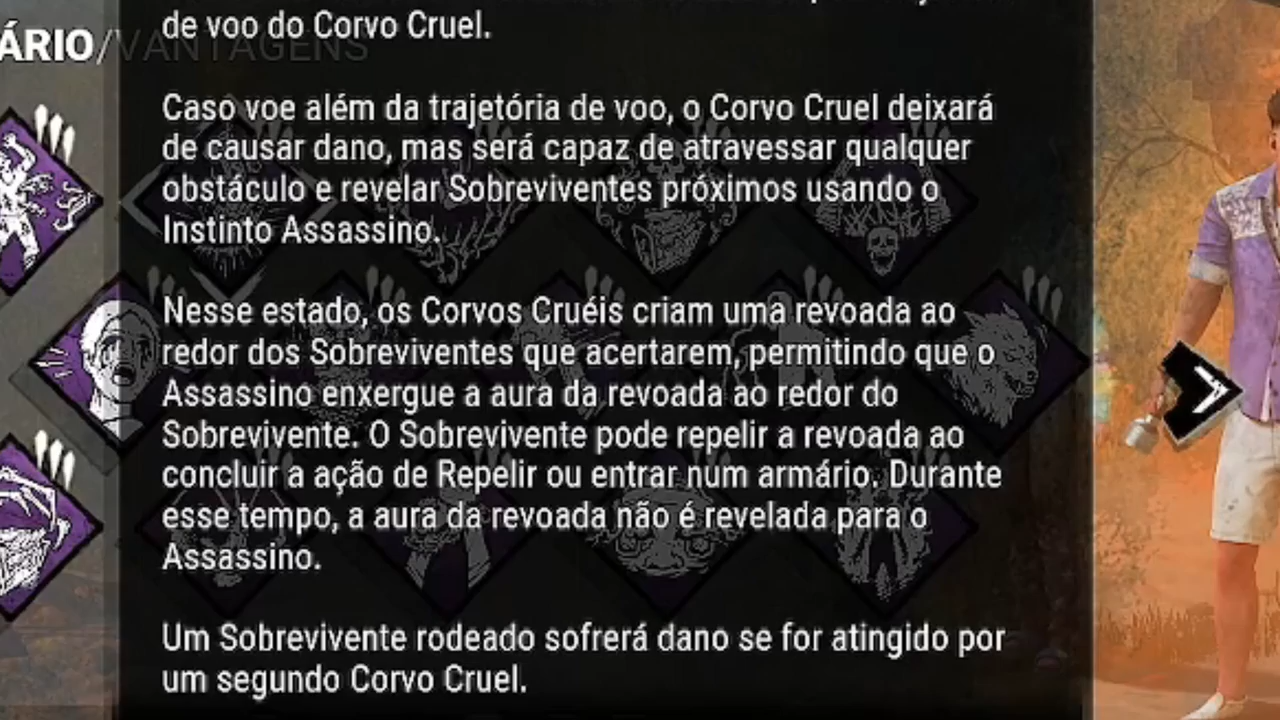 de voo do Corvo Cruel.
ÁRIO/VANTAGENS
Caso voe além da trajetória de voo, o Corvo Cruel deixará
de causar dano, mas será capaz de atravessar qualquer
obstáculo e revelar Sobreviventes próximos usando o
Instinto Assassino.
Nesse estado, os Corvos Cruéis criam uma revoada ao
redor dos Sobreviventes que acertarem, permitindo que o
Assassino enxergue a aura da revoada ao redor do
Sobrevivente. O Sobrevivente pode repelir a revoada ao
concluir a ação de Repelir ou entrar num armário. Durante
esse tempo, a aura da revoada não é revelada para o
Assassino.
Um Sobrevivente rodeado sofrerá dano se for atingido por
um segundo Corvo Cruel.